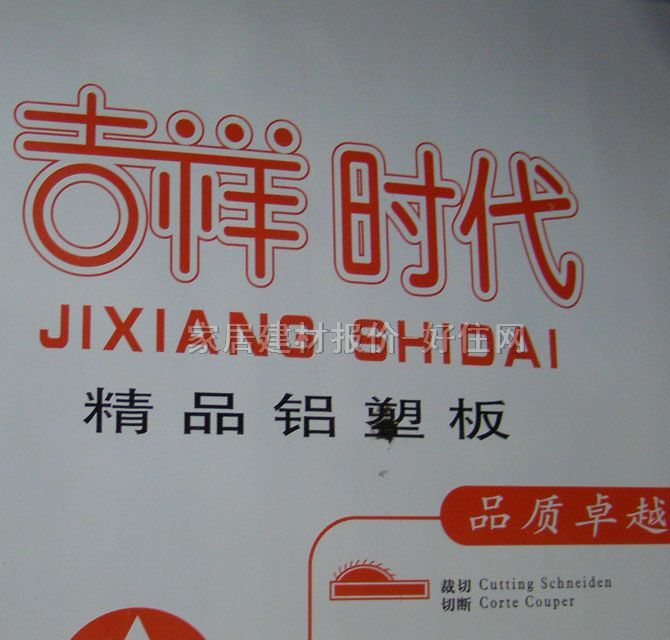 吉祥时代
JIXIANG SHIDAI
家居建材报价 好住网
精品铝塑板
品质卓越
裁切 Cutting Schneiden
切断 Corte Couper